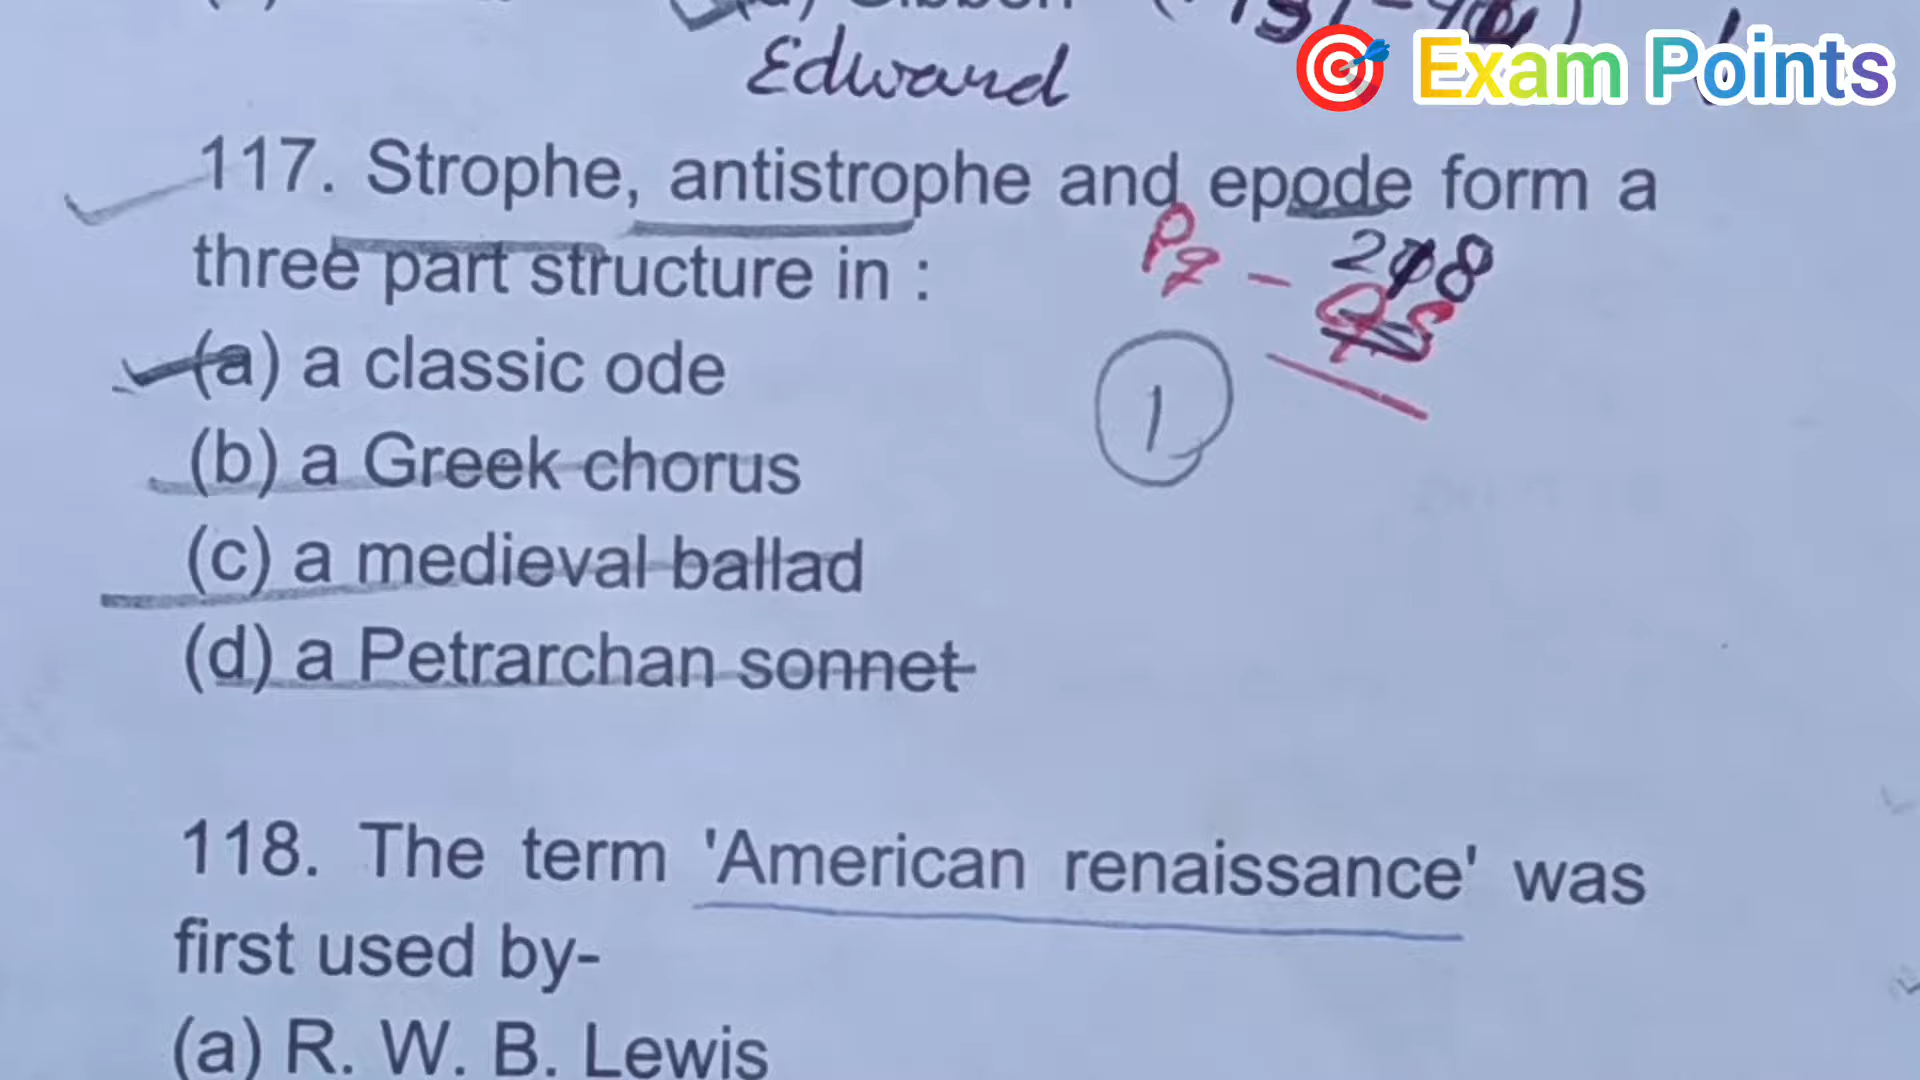 Edward
Exam Points
117. Strophe, antistrophe and epode form a
three part structure in :
Pg - 208
(a) a classic ode
1
(b) a Greek chorus
(c) a medieval ballad
(d) a Petrarchan sonnet
118. The term 'American renaissance' was
first used by-
(a) R. W. B. Lewis